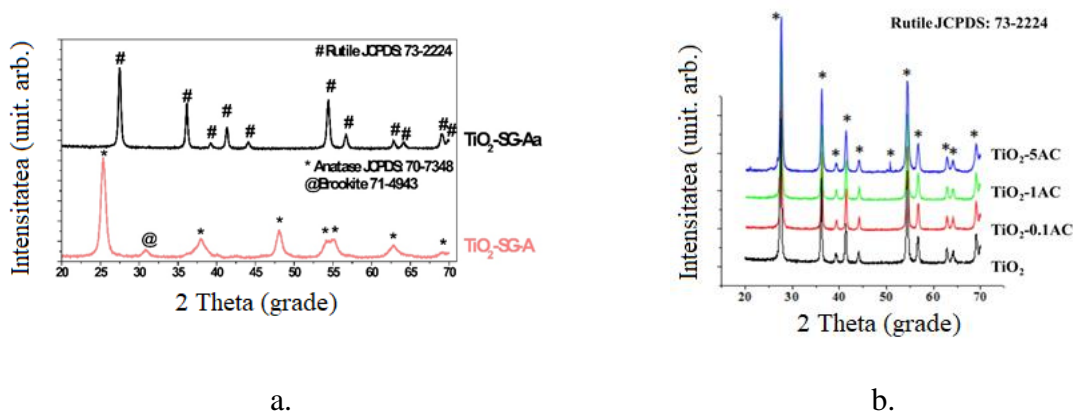 # Rutile JCPDS: 73-2224
# # # # # # # # # #
TiO2-SG-Aa
* Anatase JCPDS: 70-7348
@Brookite 71-4943
* @ * * * * * *
TiO2-SG-A
Intensitatea (unit. arb.)
20 25 30 35 40 45 50 55 60 65 70
2 Theta (grade)
a.
Rutile JCPDS: 73-2224
* * * * * * * * * * *
TiO2-5AC
TiO2-1AC
TiO2-0.1AC
TiO2
Intensitatea (unit. arb.)
20 30 40 50 60 70
2 Theta (grade)
b.